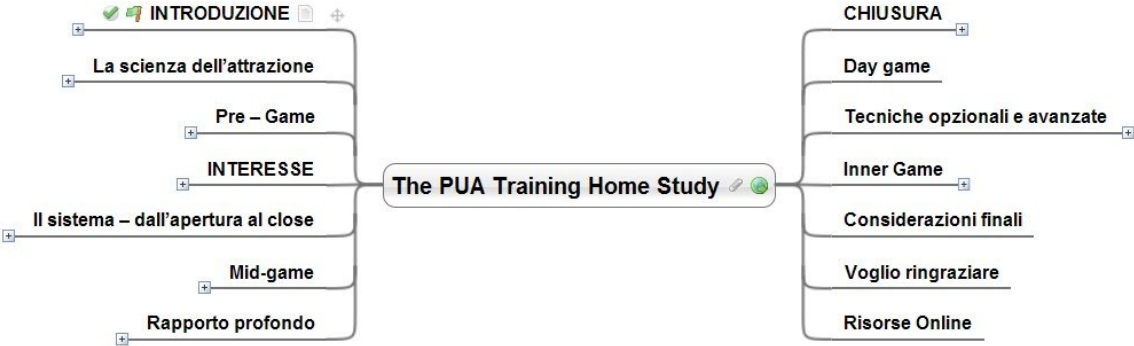 INTRODUZIONE
La scienza dell'attrazione
Pre – Game
INTERESSE
Il sistema – dall'apertura al close
Mid-game
Rapporto profondo
The PUA Training Home Study
CHIUSURA
Day game
Tecniche opzionali e avanzate
Inner Game
Considerazioni finali
Voglio ringraziare
Risorse Online